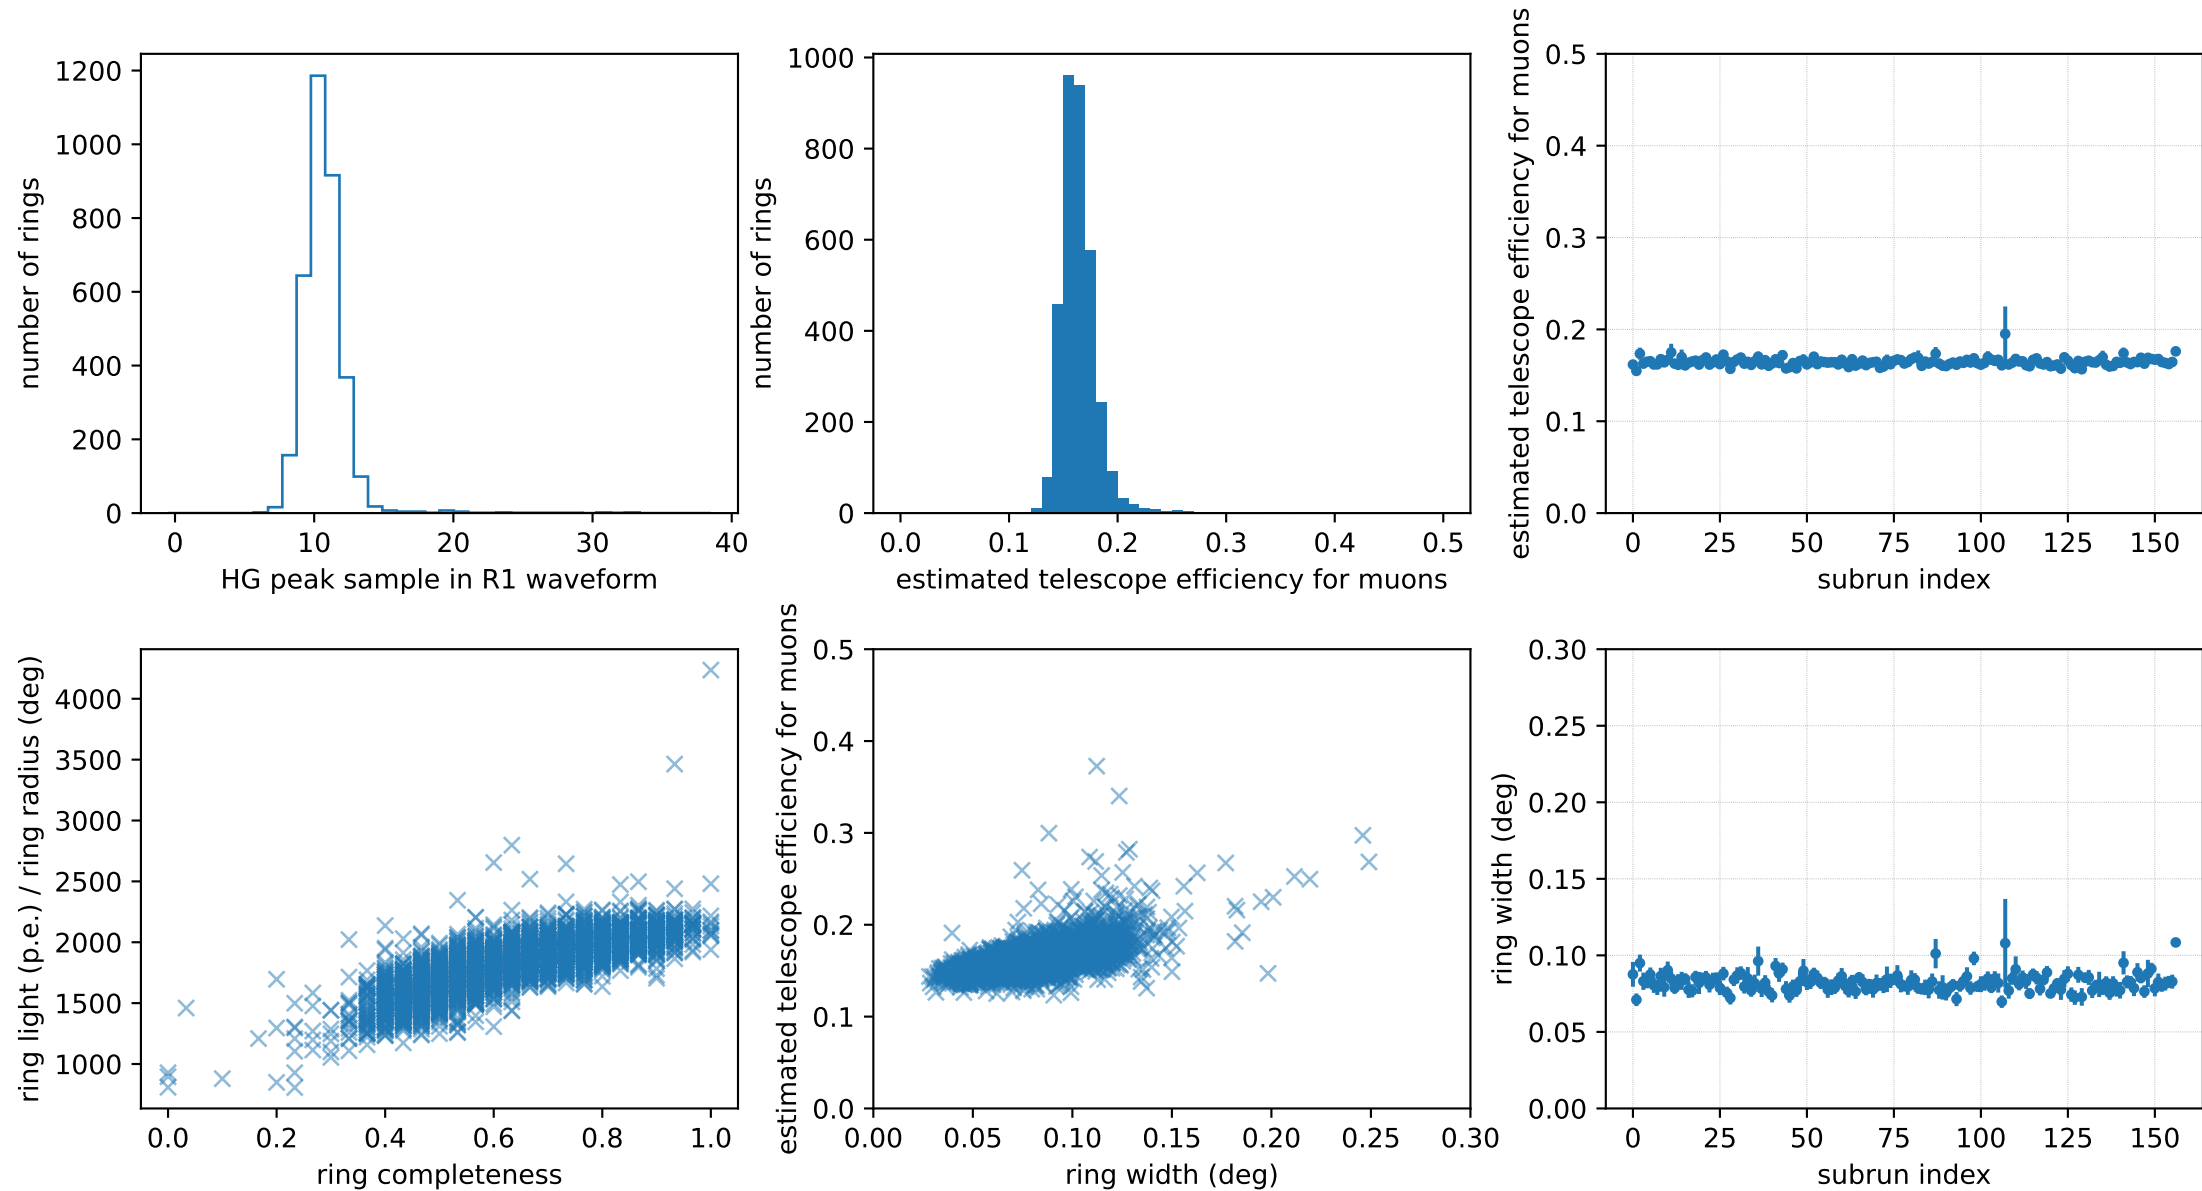 1200
1000
800
600
400
200
0
number of rings
0 10 20 30 40
HG peak sample in R1 waveform
1000
800
600
400
200
0
number of rings
0.0 0.1 0.2 0.3 0.4 0.5
estimated telescope efficiency for muons
0.5
0.4
0.3
0.2
0.1
0.0
estimated telescope efficiency for muons
0 25 50 75 100 125 150
subrun index
4000
3500
3000
2500
2000
1500
1000
ring light (p.e.) / ring radius (deg)
0.0 0.2 0.4 0.6 0.8 1.0
ring completeness
0.5
0.4
0.3
0.2
0.1
0.0
estimated telescope efficiency for muons
0.00 0.05 0.10 0.15 0.20 0.25 0.30
ring width (deg)
0.30
0.25
0.20
0.15
0.10
0.05
0.00
ring width (deg)
0 25 50 75 100 125 150
subrun index